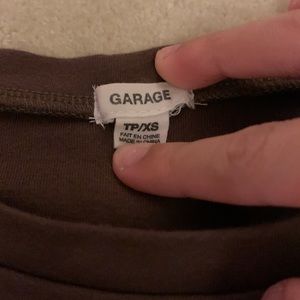 GARAGE
TP/XS
FAIT EN CHINE
MADE IN CHINA